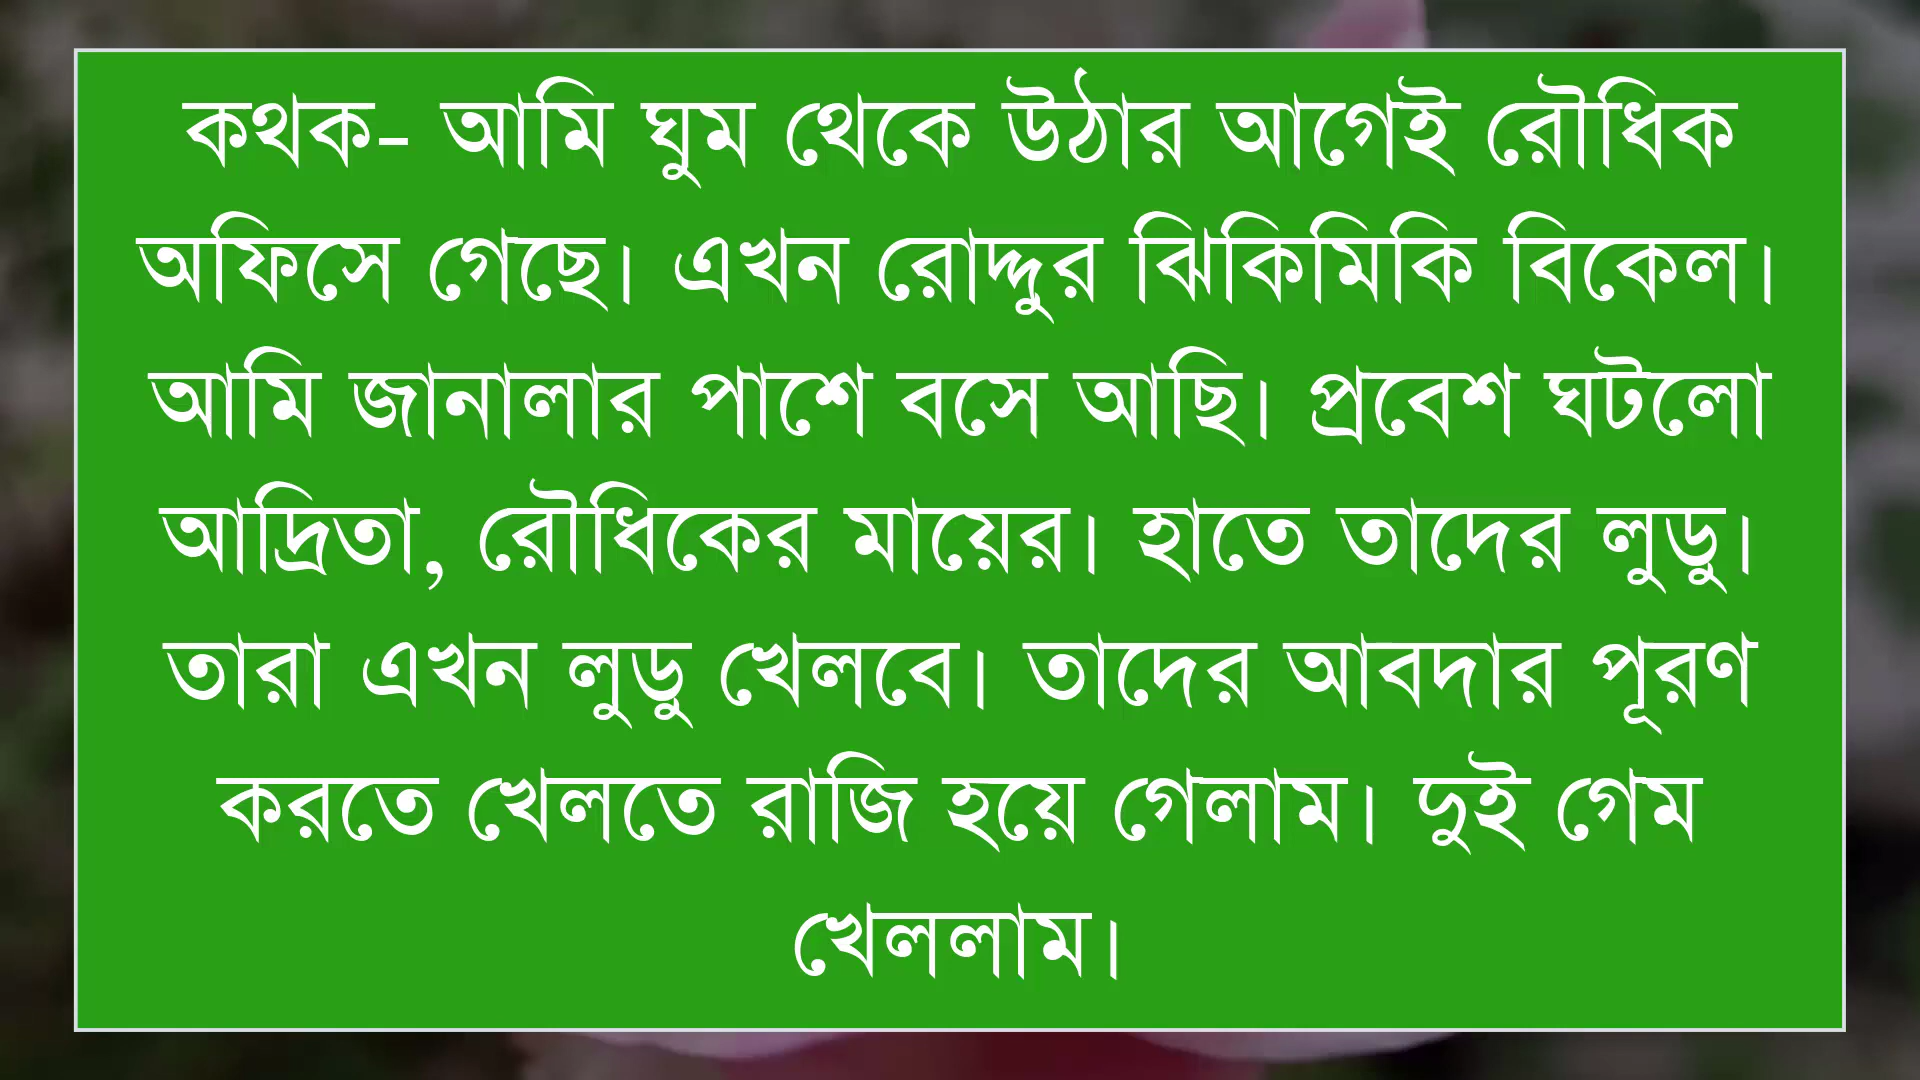 কথক- আমি ঘুম থেকে উঠার আগেই রৌধিক
অফিসে গেছে। এখন রোদ্দুর ঝিকিমিকি বিকেল।
আমি জানালার পাশে বসে আছি। প্রবেশ ঘটলো
আদ্রিতা, রৌধিকের মায়ের। হাতে তাদের লুডু।
তারা এখন লুডু খেলবে। তাদের আবদার পূরণ
করতে খেলতে রাজি হয়ে গেলাম। দুই গেম
খেললাম।